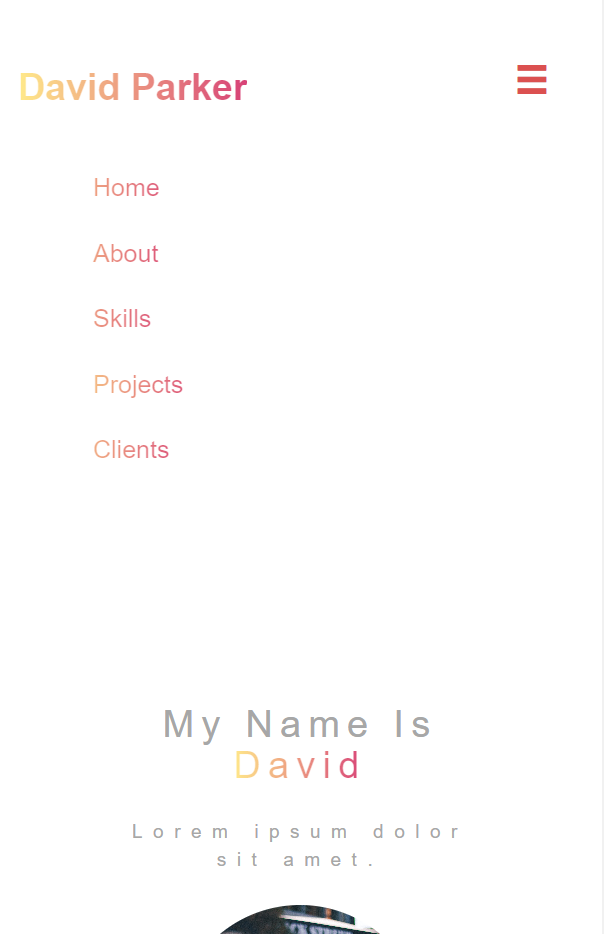 David Parker
Home
About
Skills
Projects
Clients
My Name Is
David
Lorem ipsum dolor
sit amet.